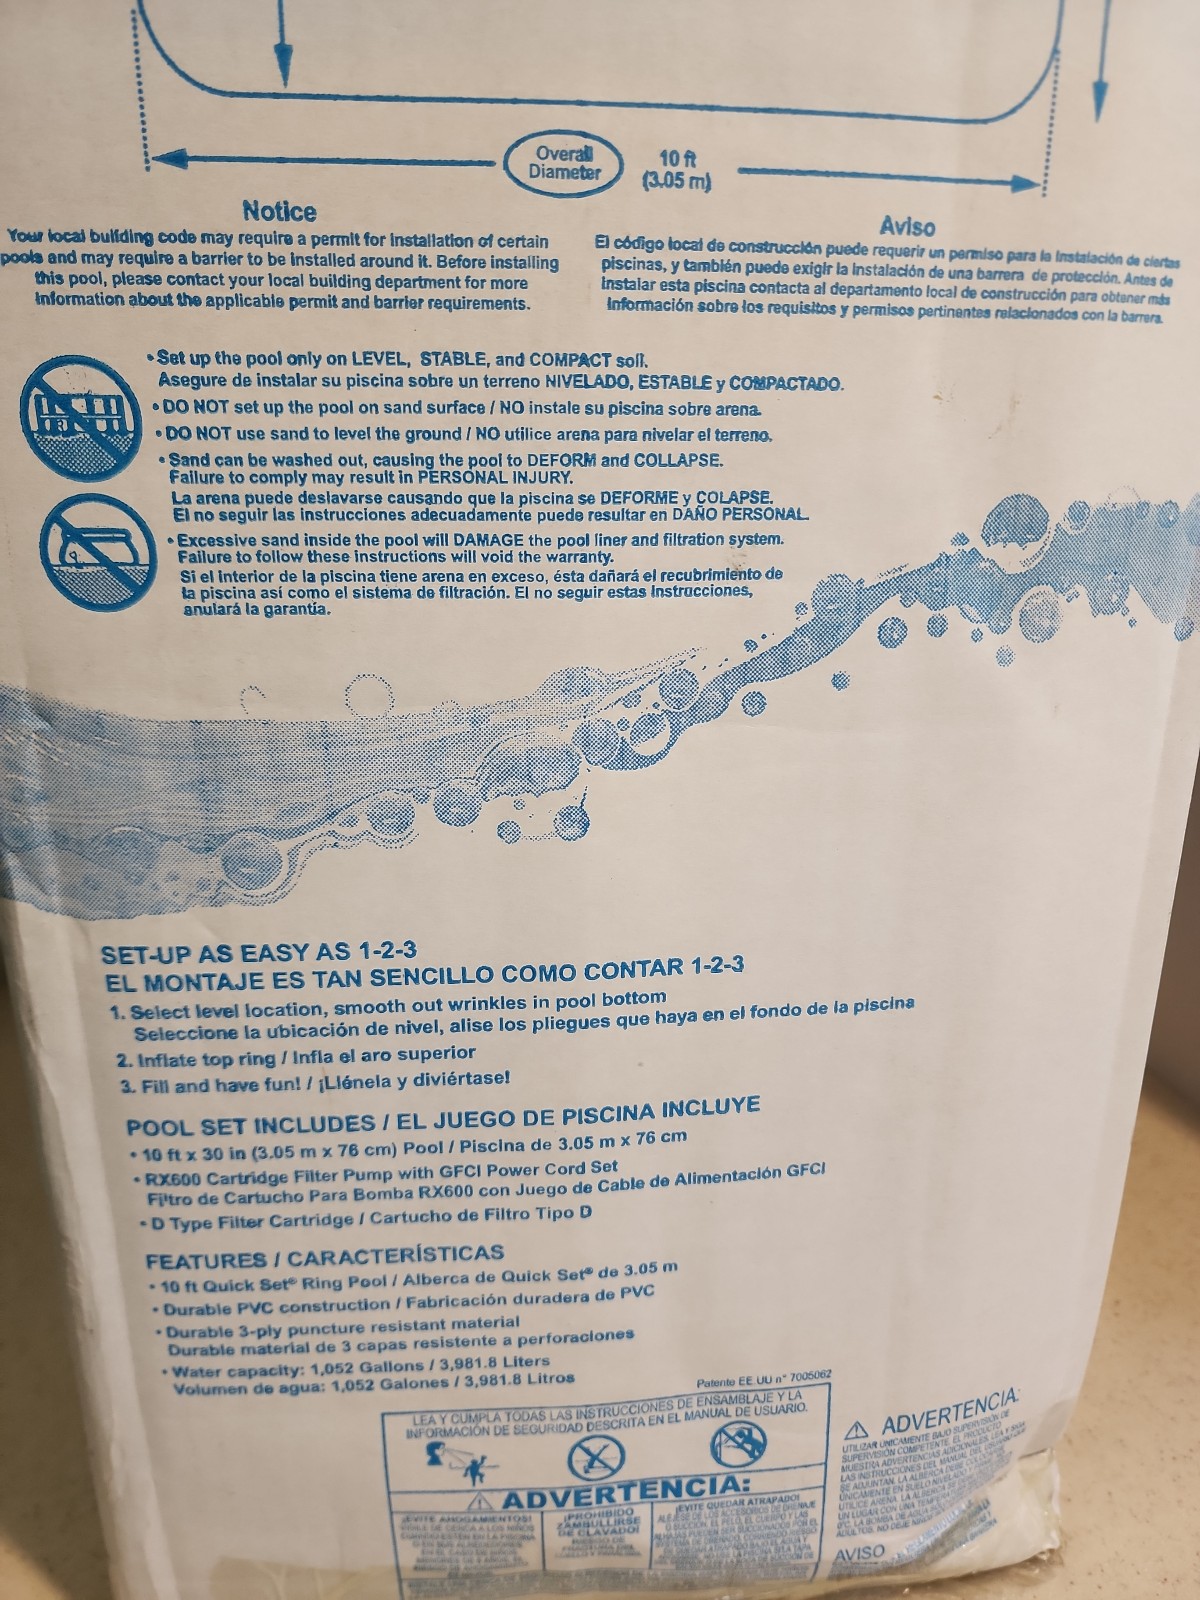 Overall
Diameter
10 ft
(3.05 m)
Notice
Your local building code may require a permit for installation of certain
pools and may require a barrier to be installed around it. Before installing
this pool, please contact your local building department for more
information about the applicable permit and barrier requirements.
Aviso
El código local de construcción puede requerir un permiso para la instalación de ciertas
piscinas, y también puede exigir la instalación de una barrera de protección. Antes de
instalar esta piscina contacta al departamento local de construcción para obtener más
información sobre los requisitos y permisos pertinentes relacionados con la barrera.
• Set up the pool only on LEVEL, STABLE, and COMPACT soil.
Asegure de instalar su piscina sobre un terreno NIVELADO, ESTABLE y COMPACTADO.
• DO NOT set up the pool on sand surface / NO instale su piscina sobre arena.
• DO NOT use sand to level the ground / NO utilice arena para nivelar el terreno.
• Sand can be washed out, causing the pool to DEFORM and COLLAPSE.
Failure to comply may result in PERSONAL INJURY.
La arena puede deslavarse causando que la piscina se DEFORME y COLAPSE.
El no seguir las instrucciones adecuadamente puede resultar en DAÑO PERSONAL.
• Excessive sand inside the pool will DAMAGE the pool liner and filtration system.
Failure to follow these instructions will void the warranty.
Si el interior de la piscina tiene arena en exceso, ésta dañará el recubrimiento de
la piscina así como el sistema de filtración. El no seguir estas instrucciones,
anulará la garantía.
SET-UP AS EASY AS 1-2-3
EL MONTAJE ES TAN SENCILLO COMO CONTAR 1-2-3
1. Select level location, smooth out wrinkles in pool bottom
Seleccione la ubicación de nivel, alise los pliegues que haya en el fondo de la piscina
2. Inflate top ring / Infla el aro superior
3. Fill and have fun! / ¡Llénela y diviértase!
POOL SET INCLUDES / EL JUEGO DE PISCINA INCLUYE
• 10 ft x 30 in (3.05 m x 76 cm) Pool / Piscina de 3.05 m x 76 cm
• RX600 Cartridge Filter Pump with GFCI Power Cord Set
Filtro de Cartucho Para Bomba RX600 con Juego de Cable de Alimentación GFCI
• D Type Filter Cartridge / Cartucho de Filtro Tipo D
FEATURES / CARACTERÍSTICAS
• 10 ft Quick Set® Ring Pool / Alberca de Quick Set® de 3.05 m
• Durable PVC construction / Fabricación duradera de PVC
• Durable 3-ply puncture resistant material
Durable material de 3 capas resistente a perforaciones
• Water capacity: 1,052 Gallons / 3,981.8 Liters
Volumen de agua: 1,052 Galones / 3,981.8 Litros
Patente EE UU n° 7005062
LEA Y CUMPLA TODAS LAS INSTRUCCIONES DE ENSAMBLAJE Y LA
INFORMACIÓN DE SEGURIDAD DESCRITA EN EL MANUAL DE USUARIO.
ADVERTENCIA:
¡EVITE AHOGAMIENTOS!
¡PROHIBIDO
ZAMBULLIRSE
DE CLAVADO!
¡EVITE QUEDAR ATRAPADO!
ADVERTENCIA:
UTILIZAR ÚNICAMENTE BAJO SUPERVISIÓN DE
SUPERVISIÓN COMPETENTE. EL PRODUCTO
AVISO